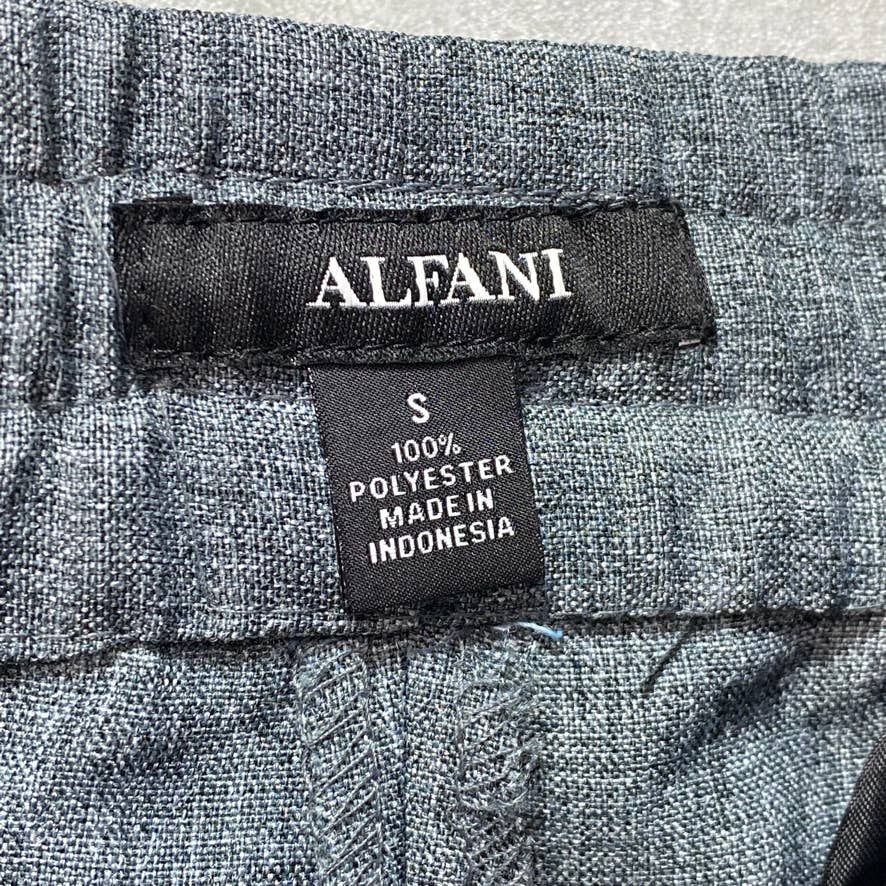 ALFANI
S
100%
POLYESTER
MADE IN
INDONESIA